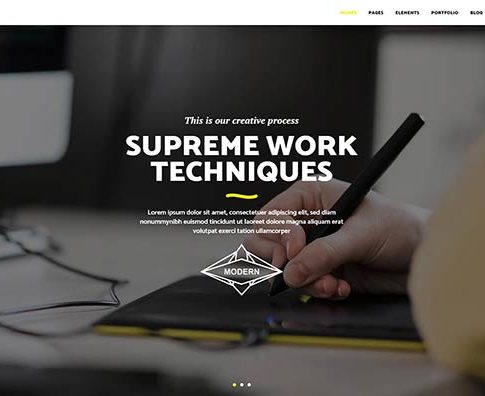 HOMES PAGES ELEMENTS PORTFOLIO BLOG
This is our creative process
SUPREME WORK
TECHNIQUES
Lorem ipsum dolor sit amet, consectetuer adipiscing elit, sed diam
nonummynibh euismod tincidunt ut laoreet dolore magna aliquam erat
volutpat exerci tation ullamcorper
MODERN